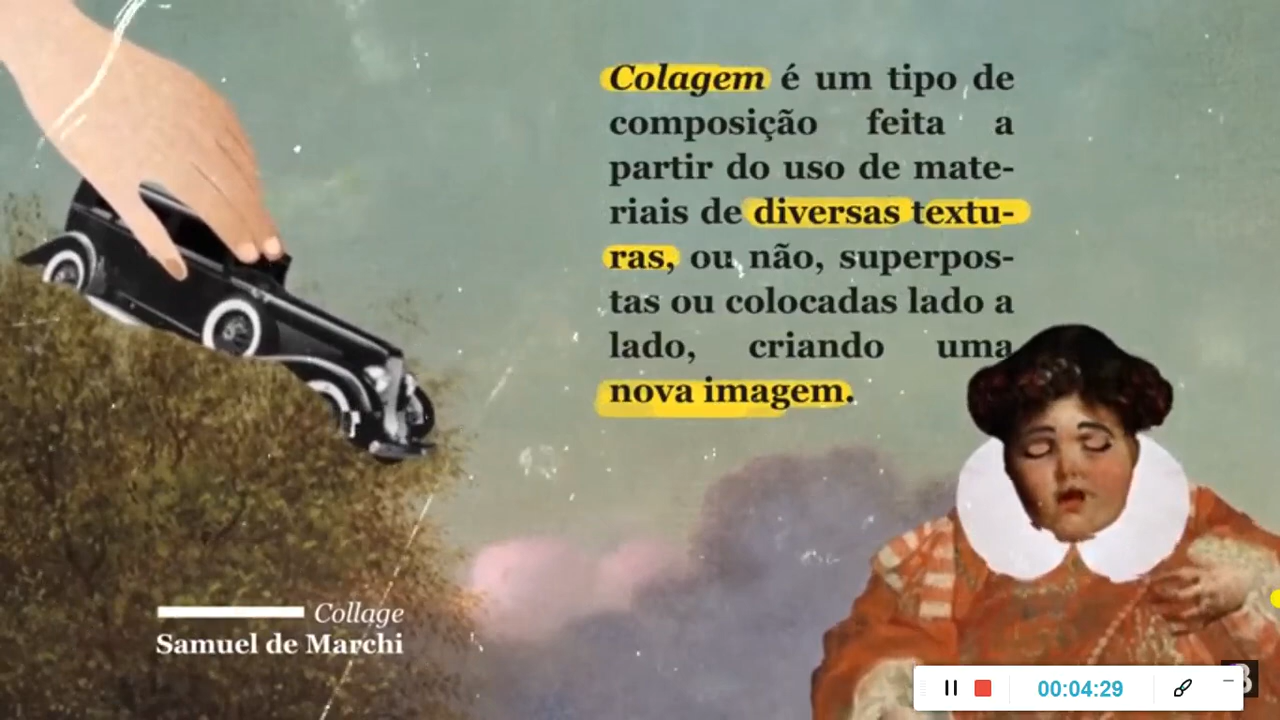 Colagem é um tipo de
composição feita a
partir do uso de mate-
riais de diversas textu-
ras, ou não, superpos-
tas ou colocadas lado a
lado, criando uma
nova imagem.
Collage
Samuel de Marchi
00:04:29